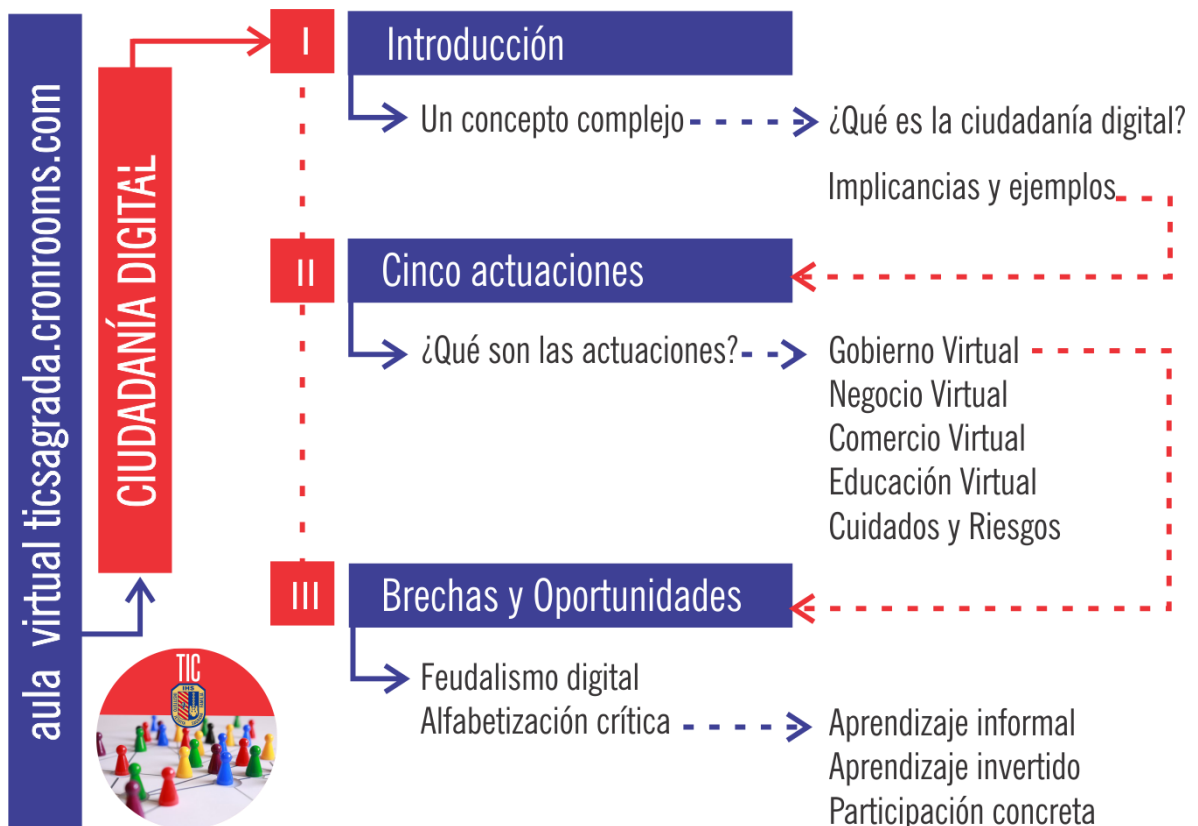 aula virtual ticsagrada.cronrooms.com
CIUDADANÍA DIGITAL
I
Introducción
Un concepto complejo
¿Qué es la ciudadanía digital?
Implicancias y ejemplos
II
Cinco actuaciones
¿Qué son las actuaciones?
Gobierno Virtual
Negocio Virtual
Comercio Virtual
Educación Virtual
Cuidados y Riesgos
III
Brechas y Oportunidades
Feudalismo digital
Alfabetización crítica
Aprendizaje informal
Aprendizaje invertido
Participación concreta
TIC
IHS